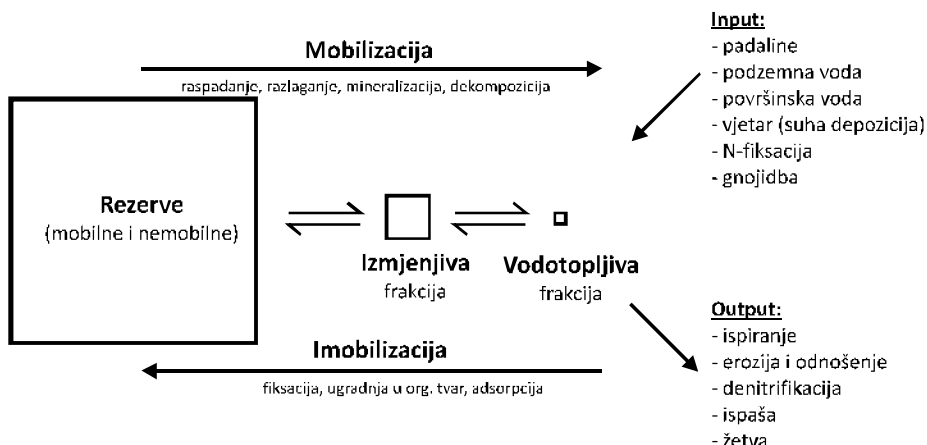 Mobilizacija
raspadanje, razlaganje, mineralizacija, dekompozicija
Input:
- padaline
- podzemna voda
- površinska voda
- vjetar (suha depozicija)
- N-fiksacija
- gnojidba
Rezerve
(mobilne i nemobilne)
Izmjenjiva
frakcija
Vodotopljiva
frakcija
Imobilizacija
fiksacija, ugradnja u org. tvar, adsorpcija
Output:
- ispiranje
- erozija i odnošenje
- denitrifikacija
- ispaša
- žetva